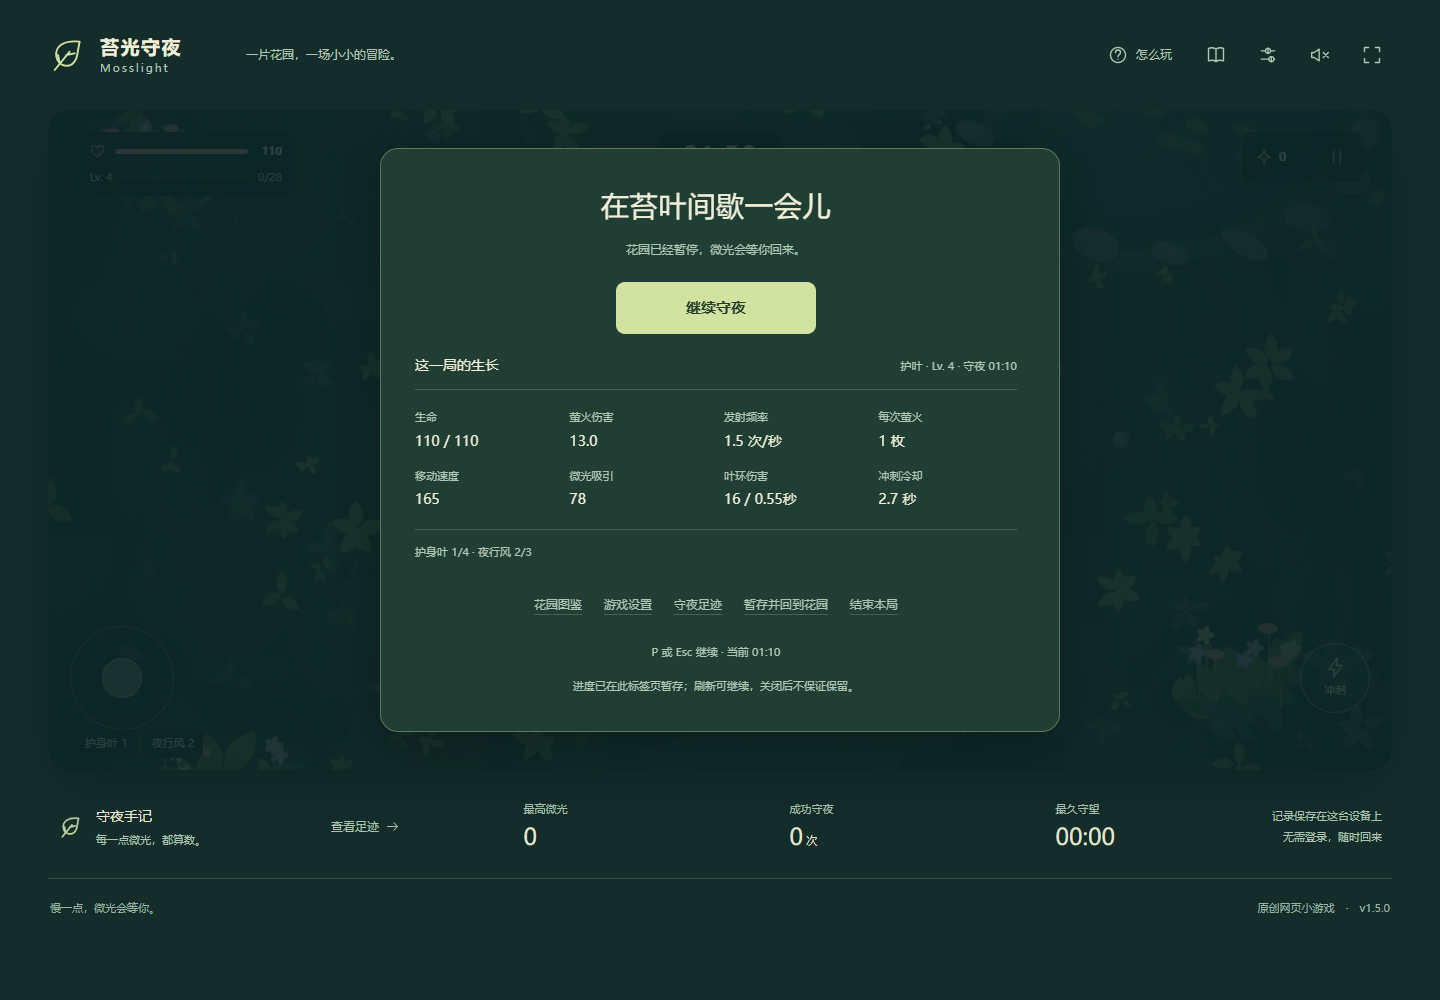 苔光守夜
Mosslight
一片花园，一场小小的冒险。
怎么玩
110
Lv. 4
0/28
0
在苔叶间歇一会儿
花园已经暂停，微光会等你回来。
继续守夜
这一局的生长
护叶 · Lv. 4 · 守夜 01:10
生命
110 / 110
萤火伤害
13.0
发射频率
1.5 次/秒
每次萤火
1 枚
移动速度
165
微光吸引
78
叶环伤害
16 / 0.55秒
冲刺冷却
2.7 秒
护身叶 1/4 · 夜行风 2/3
花园图鉴
游戏设置
守夜足迹
暂存并回到花园
结束本局
P 或 Esc 继续 · 当前 01:10
进度已在此标签页暂存；刷新可继续，关闭后不保证保留。
冲刺
护身叶 1
夜行风 2
守夜手记
每一点微光，都算数。
查看足迹 →
最高微光
0
成功守夜
0 次
最久守望
00:00
记录保存在这台设备上
无需登录，随时回来
慢一点，微光会等你。
原创网页小游戏 · v1.5.0